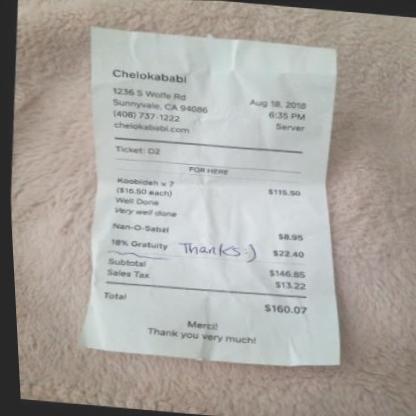 Chelokababi
1236 S Wolfe Rd
Sunnyvale, CA 94086
(408) 737-1222
chelokababi.com
Aug 18, 2018
6:35 PM
Server
Ticket: D2
FOR HERE
Koobideh x 7 $115.50
($16.50 each)
Well Done
Very well done
Nan-O-Sabzi $8.95
18% Gratuity Thanks :) $22.40
Subtotal $146.85
Sales Tax $13.22
Total $160.07
Merci!
Thank you very much!